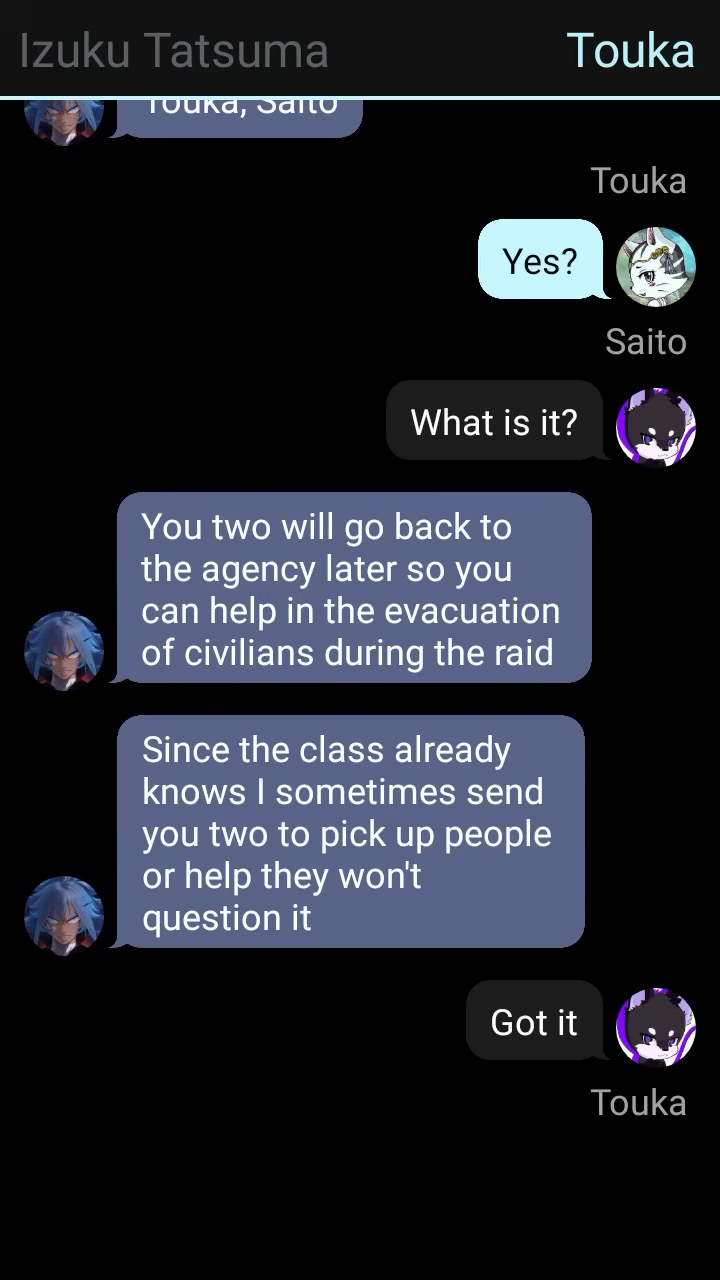 Izuku Tatsuma
Touka
Touka, Saito
Touka
Yes?
Saito
What is it?
You two will go back to
the agency later so you
can help in the evacuation
of civilians during the raid
Since the class already
knows I sometimes send
you two to pick up people
or help they won't
question it
Got it
Touka